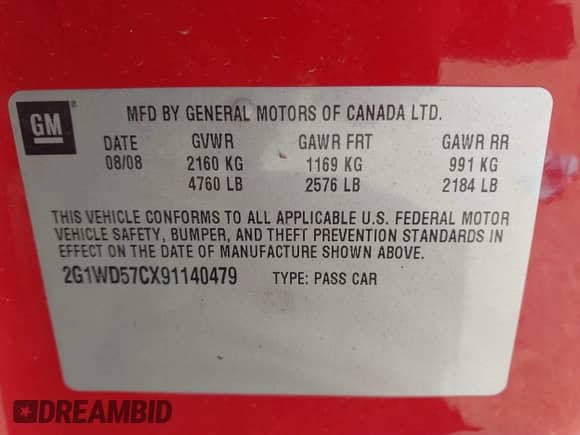 GM ®
MFD BY GENERAL MOTORS OF CANADA LTD.
DATE GVWR GAWR FRT GAWR RR
08/08 2160 KG 1169 KG 991 KG
4760 LB 2576 LB 2184 LB
THIS VEHICLE CONFORMS TO ALL APPLICABLE U.S. FEDERAL MOTOR
VEHICLE SAFETY, BUMPER, AND THEFT PREVENTION STANDARDS IN
EFFECT ON THE DATE OF MANUFACTURE SHOWN ABOVE.
2G1WD57CX91140479 TYPE: PASS CAR
DREAMBID